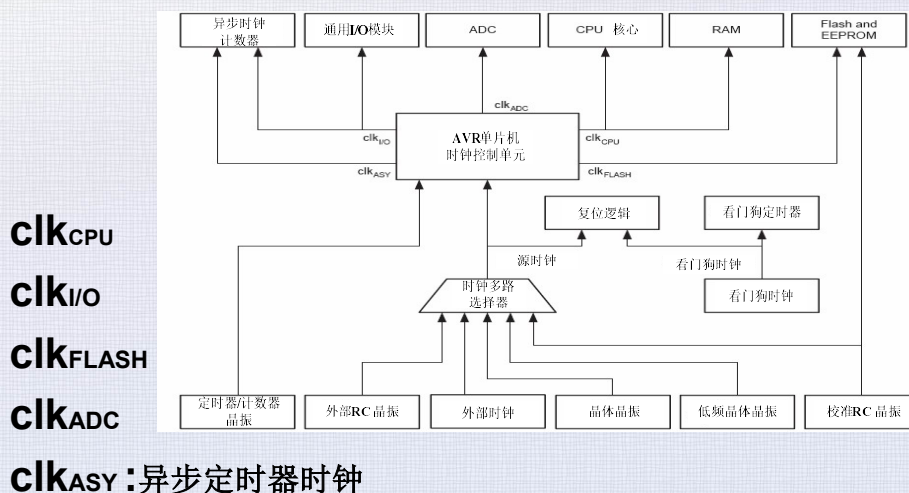 异步时钟
计数器
通用I/O模块
ADC
CPU 核心
RAM
Flash and
EEPROM
clkADC
clkI/O
AVR单片机
时钟控制单元
clkCPU
clkASY
clkFLASH
复位逻辑
看门狗定时器
源时钟
看门狗时钟
时钟多路
选择器
看门狗时钟
定时器/计数器
晶振
外部RC 晶振
外部时钟
晶体晶振
低频晶体晶振
校准RC 晶振
clkCPU
clkI/O
clkFLASH
clkADC
clkASY :异步定时器时钟